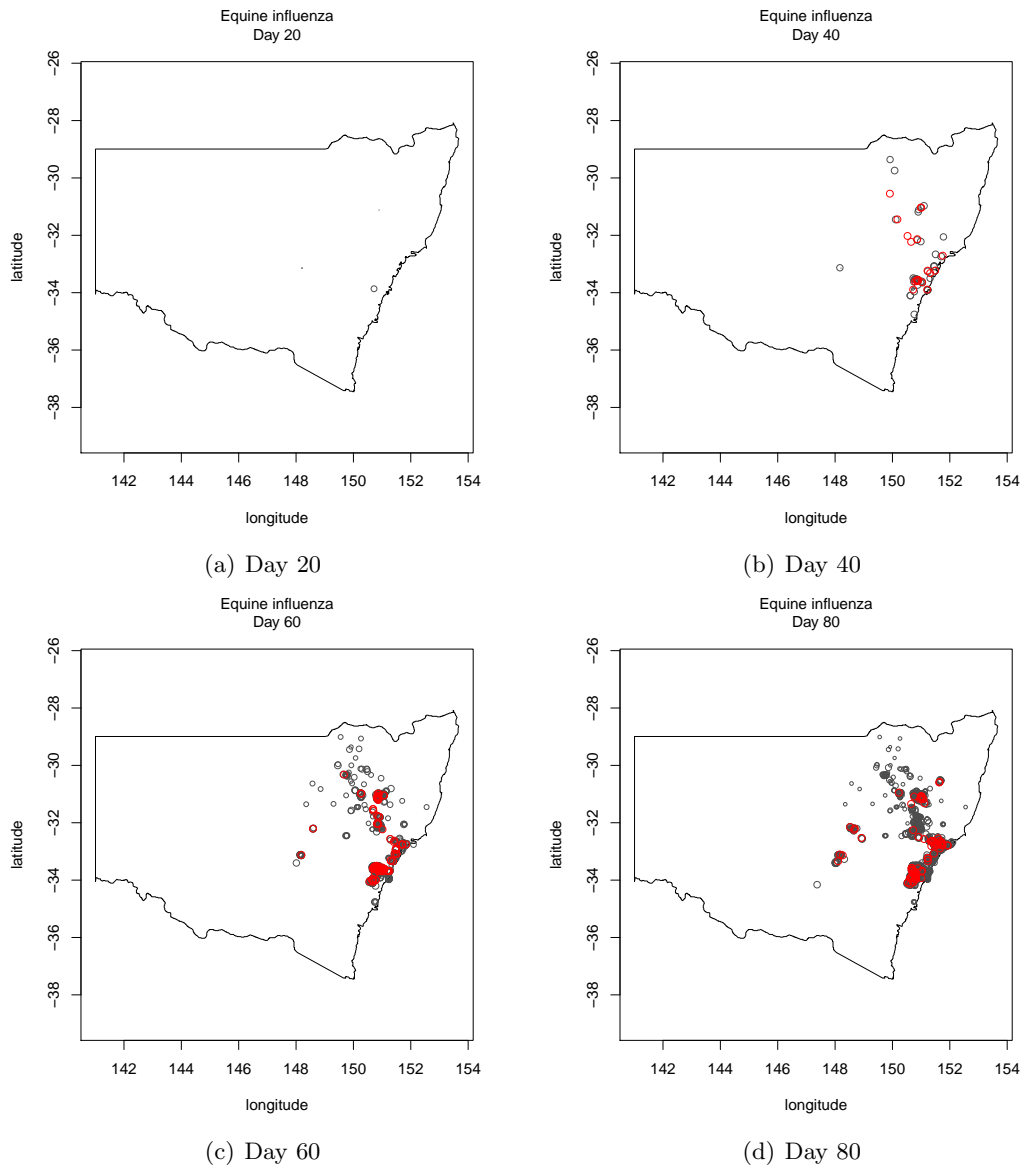 Equine influenza
Day 20
−26
−28
−30
−32
−34
−36
−38
latitude
142 144 146 148 150 152 154
longitude
(a) Day 20
Equine influenza
Day 40
−26
−28
−30
−32
−34
−36
−38
latitude
142 144 146 148 150 152 154
longitude
(b) Day 40
Equine influenza
Day 60
−26
−28
−30
−32
−34
−36
−38
latitude
142 144 146 148 150 152 154
longitude
(c) Day 60
Equine influenza
Day 80
−26
−28
−30
−32
−34
−36
−38
latitude
142 144 146 148 150 152 154
longitude
(d) Day 80